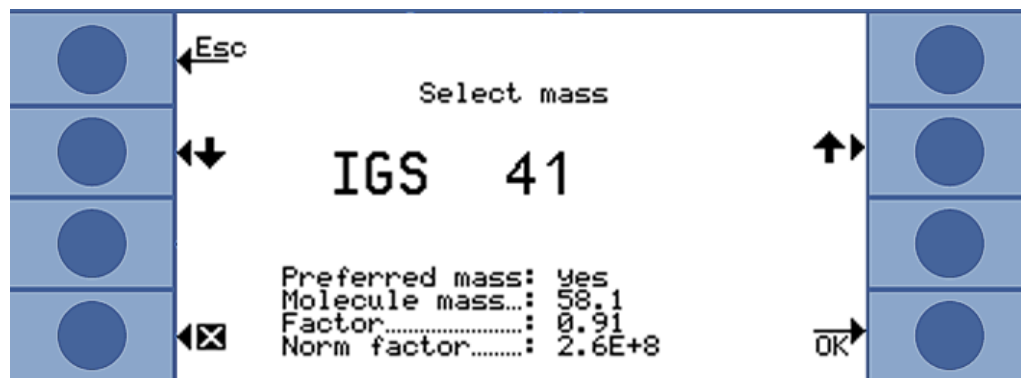 Esc
Select mass
IGS 41
Preferred mass: yes
Molecule mass…: 58.1
Factor……………………: 0.91
Norm factor………: 2.6E+8
OK